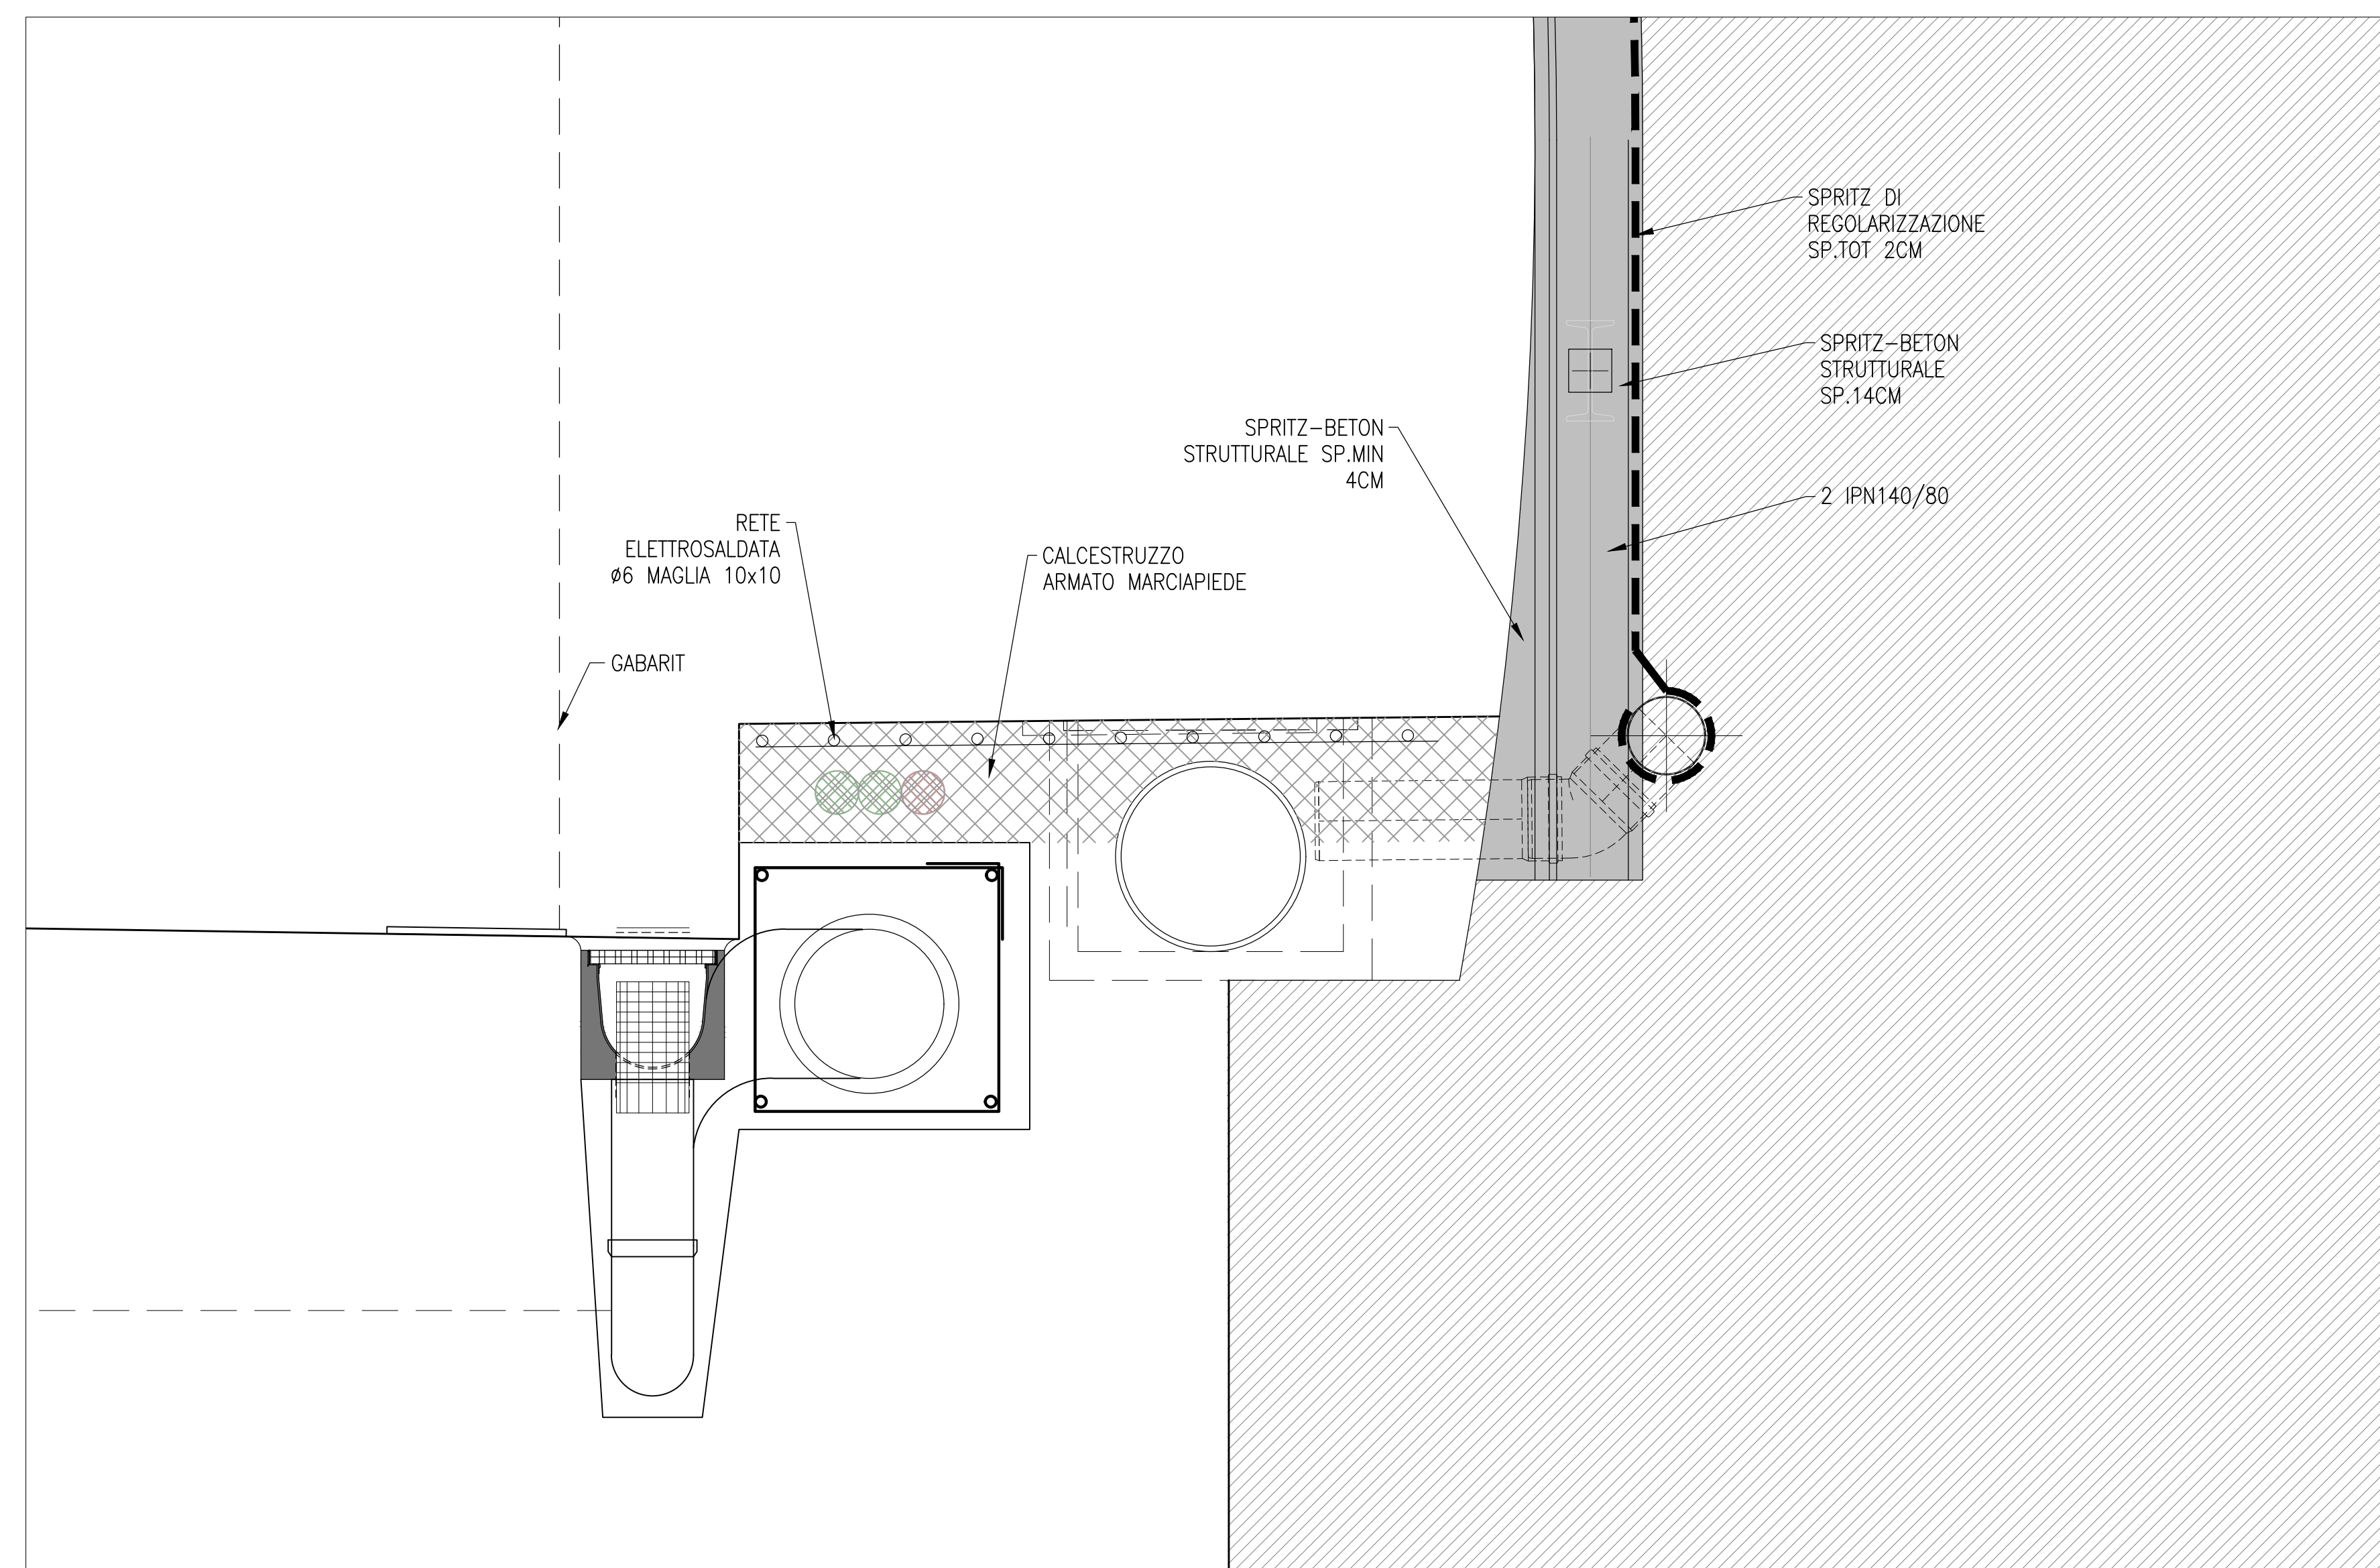 SPRITZ DI
REGOLARIZZAZIONE
SP.TOT 2CM
SPRITZ-BETON
STRUTTURALE
SP.14CM
SPRITZ-BETON
STRUTTURALE SP.MIN
4CM
2 IPN140/80
RETE
ELETTROSALDATA
ø6 MAGLIA 10x10
CALCESTRUZZO
ARMATO MARCIAPIEDE
GABARIT